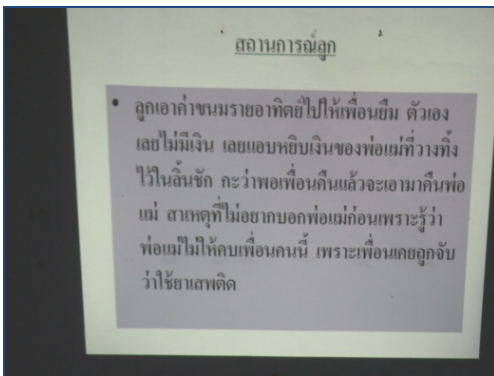 สถานการณ์ลูก
• ลูกเอาค่าขนมรายอาทิตย์ไปให้เพื่อนยืม ตัวเอง
เลยไม่มีเงิน เลยแอบหยิบเงินของพ่อแม่ที่วางทิ้ง
ไว้ในลิ้นชัก กะว่าพอเพื่อนคืนแล้วจะเอามาคืนพ่อ
แม่ สาเหตุที่ไม่อยากบอกพ่อแม่ก่อนเพราะรู้ว่า
พ่อแม่ไม่ให้คบเพื่อนคนนี้ เพราะเพื่อนเคยถูกจับ
ว่าใช้ยาเสพติด